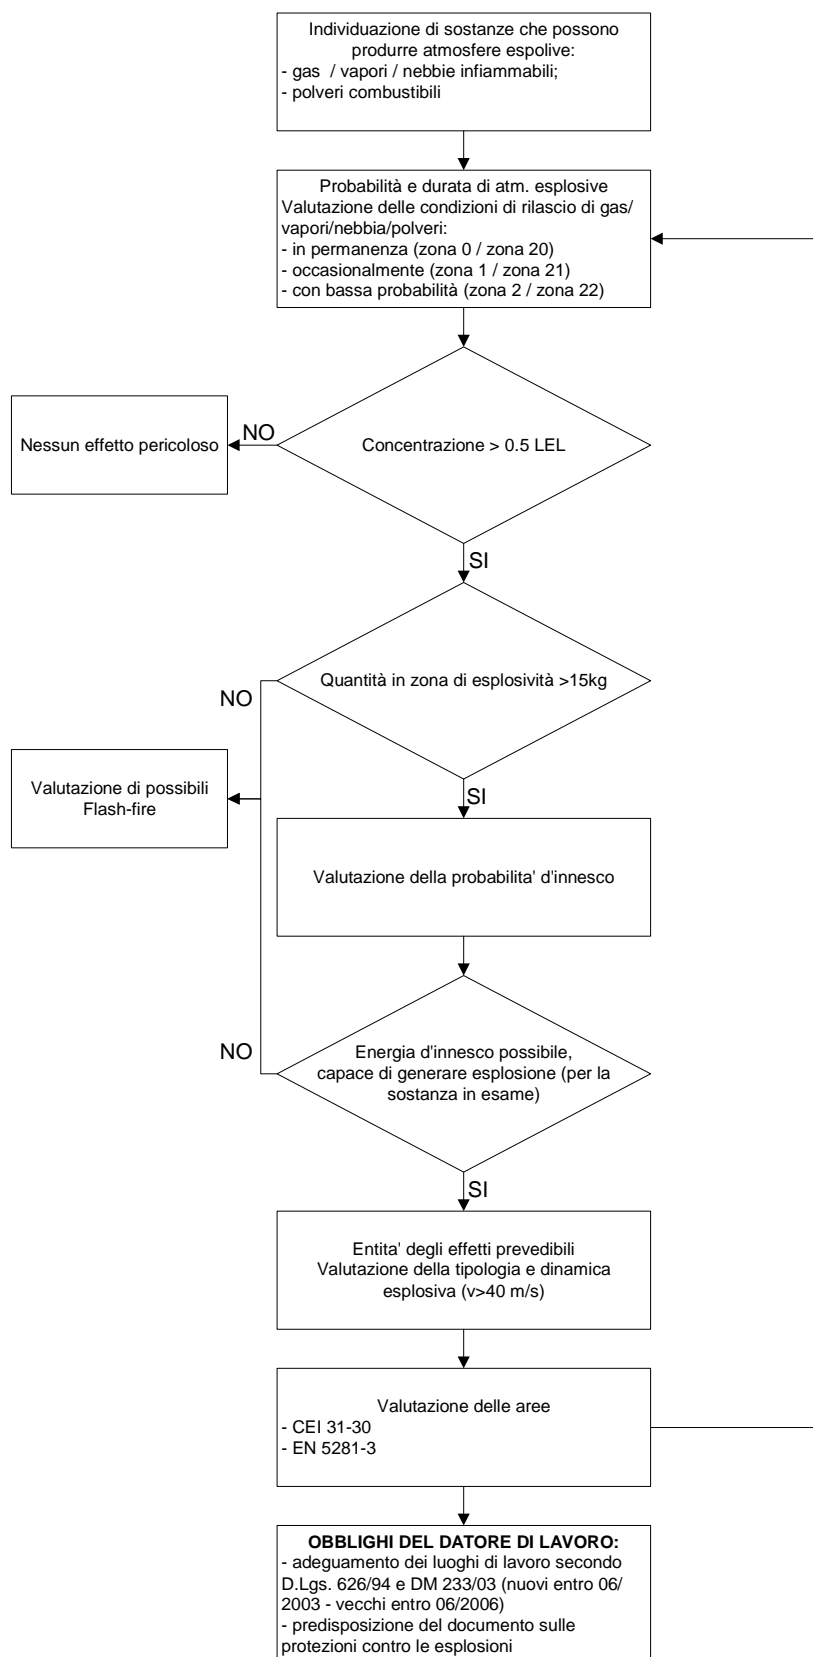 Individuazione di sostanze che possono
produrre atmosfere espolive:
- gas  / vapori / nebbie infiammabili;
- polveri combustibili
Probabilità e durata di atm. esplosive
Valutazione delle condizioni di rilascio di gas/
vapori/nebbia/polveri:
- in permanenza (zona 0 / zona 20)
- occasionalmente (zona 1 / zona 21)
- con bassa probabilità (zona 2 / zona 22)
Concentrazione > 0.5 LEL
NO
Nessun effetto pericoloso
SI
Quantità in zona di esplosività >15kg
NO
Valutazione di possibili
Flash-fire
SI
Valutazione della probabilita' d'innesco
Energia d'innesco possibile,
capace di generare esplosione (per la
sostanza in esame)
NO
SI
Entita' degli effetti prevedibili
Valutazione della tipologia e dinamica
esplosiva (v>40 m/s)
Valutazione delle aree
- CEI 31-30
- EN 5281-3
OBBLIGHI DEL DATORE DI LAVORO:
- adeguamento dei luoghi di lavoro secondo
D.Lgs. 626/94 e DM 233/03 (nuovi entro 06/
2003 - vecchi entro 06/2006)
- predisposizione del documento sulle
protezioni contro le esplosioni